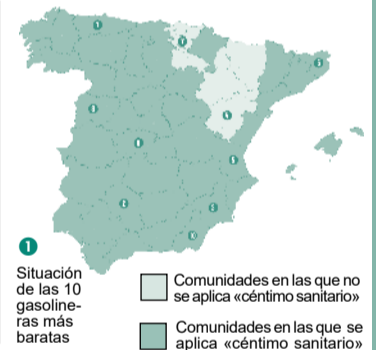 1
Situación
de las 10
gasoline-
ras más
baratas
Comunidades en las que no
se aplica «céntimo sanitario»
Comunidades en las que se
aplica «céntimo sanitario»